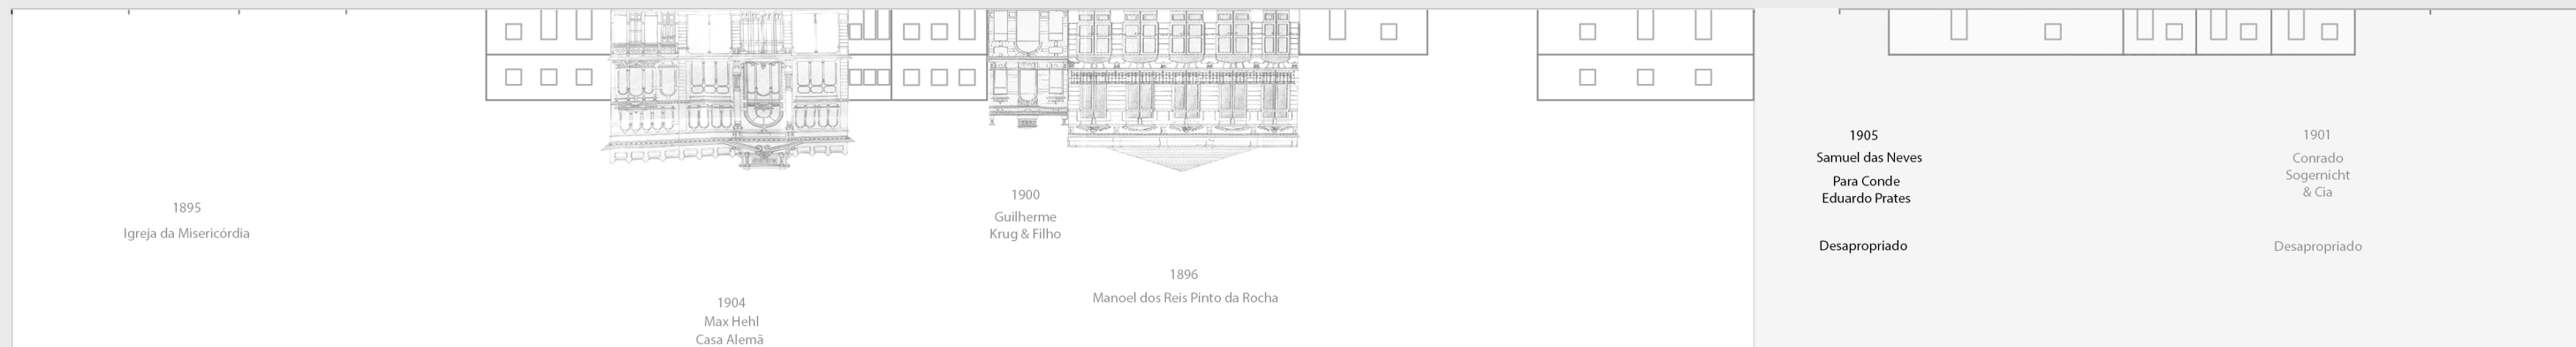 1895
Igreja da Misericórdia
1904
Max Hehl
Casa Alemã
1900
Guilherme
Krug & Filho
1896
Manoel dos Reis Pinto da Rocha
1905
Samuel das Neves
Para Conde
Eduardo Prates
Desapropriado
1901
Conrado
Sogernicht
& Cia
Desapropriado